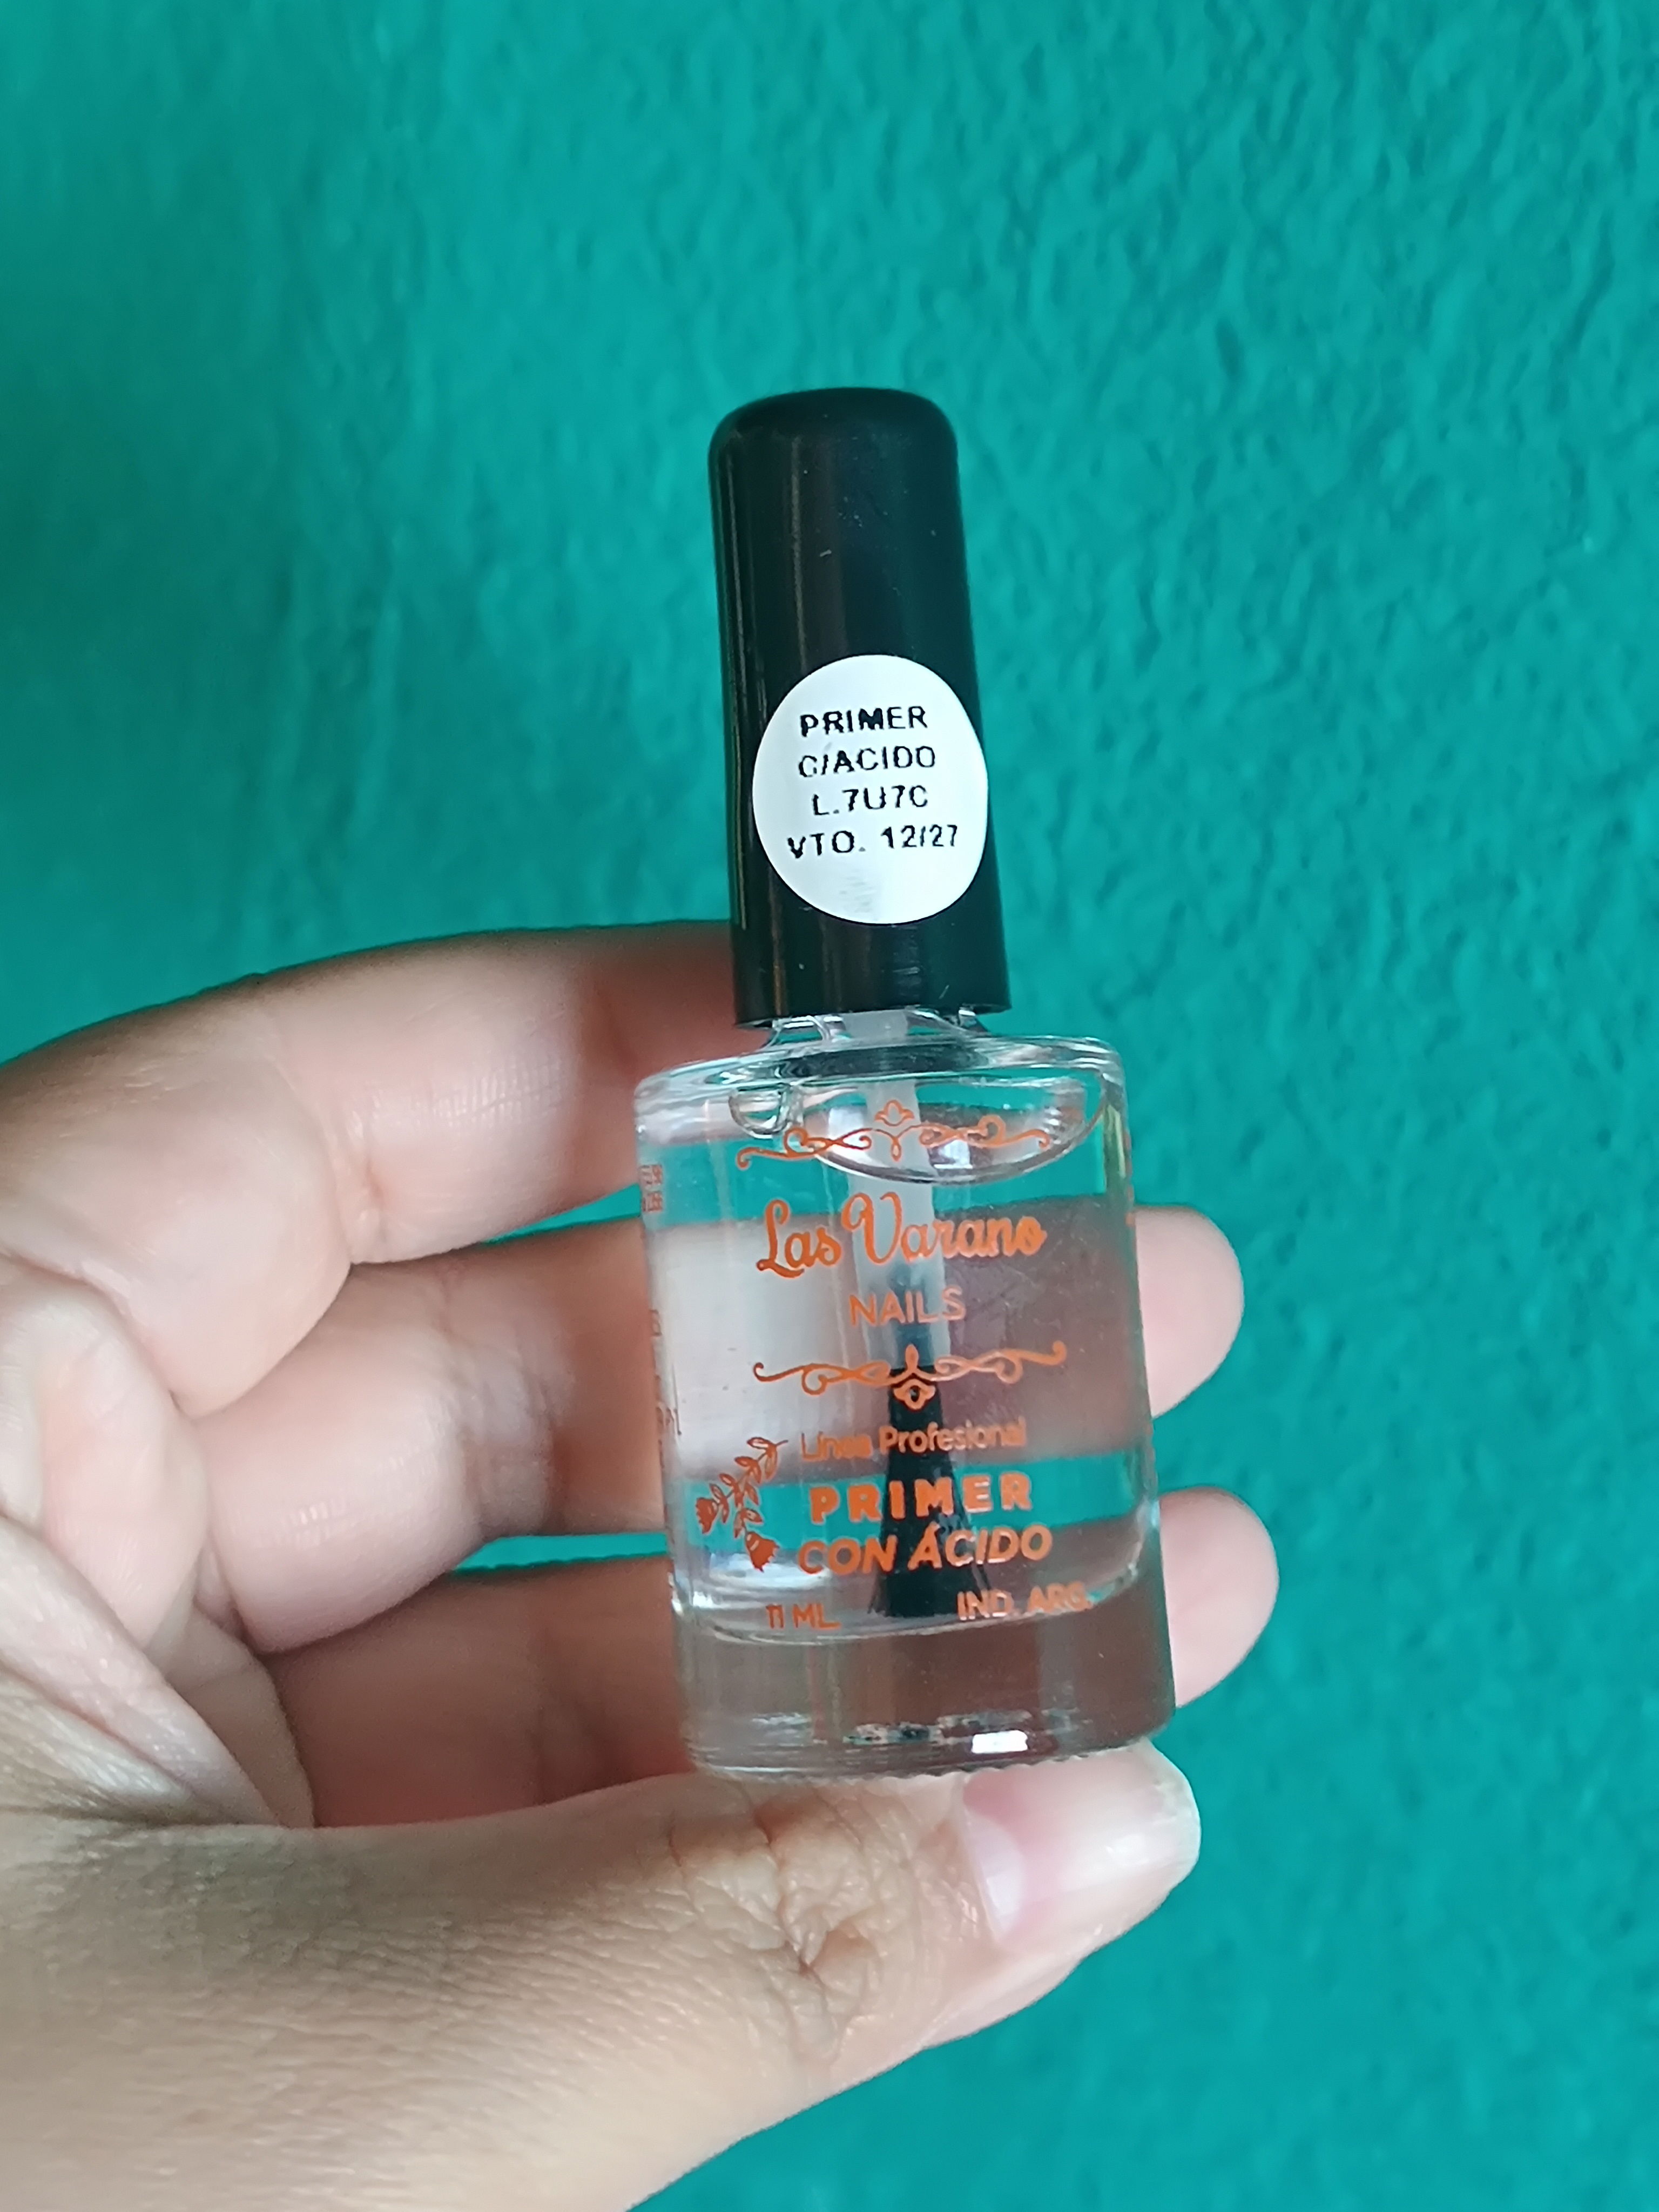 PRIMER
C/ACIDO
L.7U7C
VTO. 12/27
Las Varano
NAILS
Línea Profesional
PRIMER
CON ÁCIDO
11 ML IND. ARG.